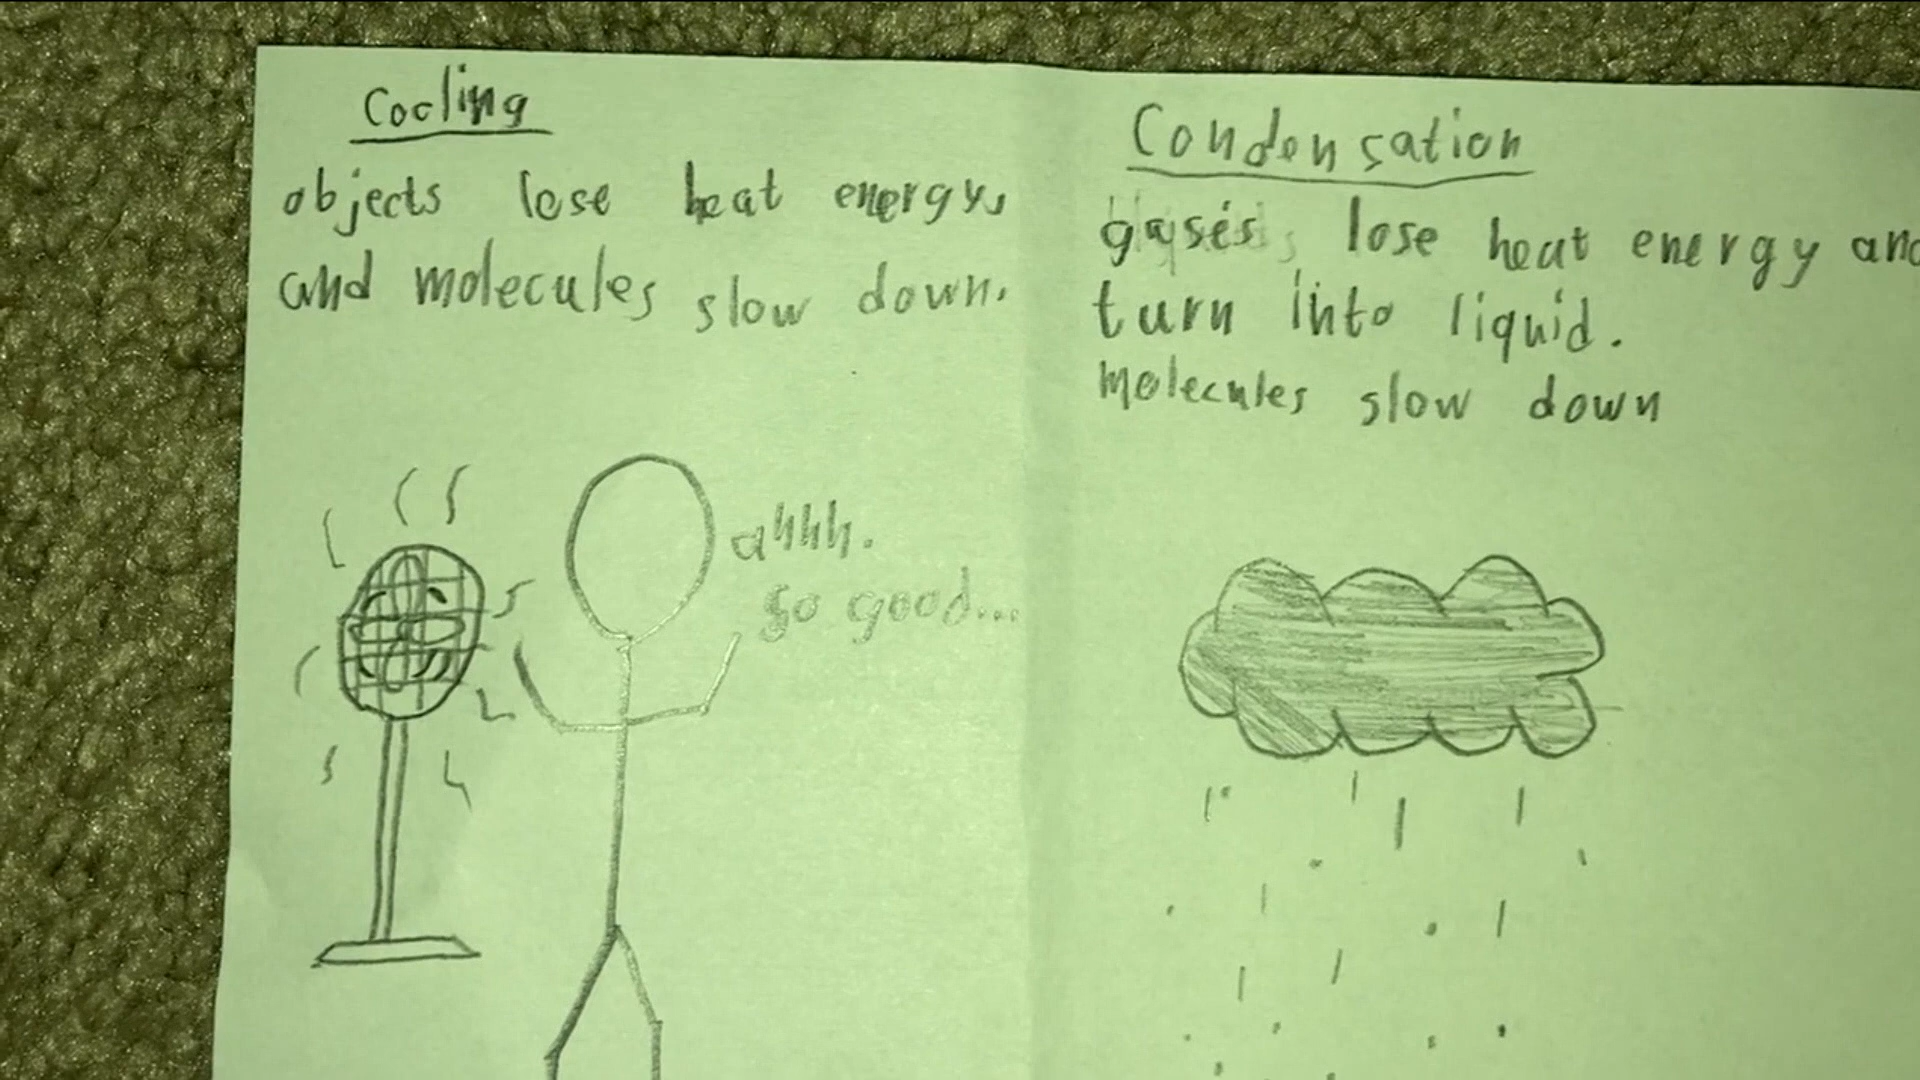 Cooling
objects lose heat energy,
and molecules slow down.
ahhh.
so good...
Condensation
gases lose heat energy and
turn into liquid.
molecules slow down